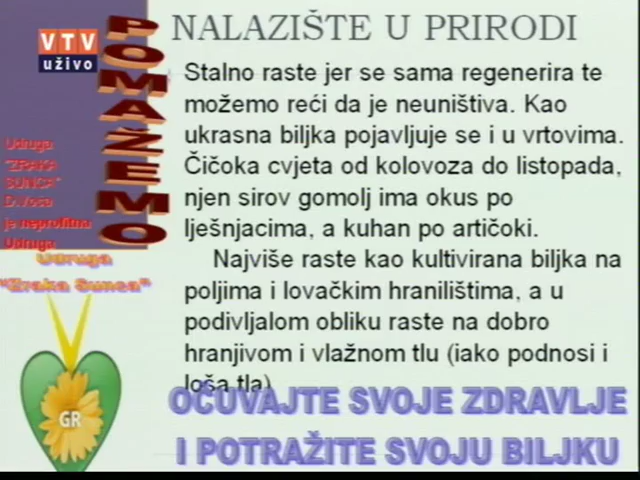 VTV
uživo
POMAŽEMO
Udruga
"ZRAKA
SUNCA"
D.Voća
je neprofitna
Udruga
Udruga
"Zraka Sunca"
GR
NALAZIŠTE U PRIRODI
Stalno raste jer se sama regenerira te
možemo reći da je neuništiva. Kao
ukrasna biljka pojavljuje se i u vrtovima.
Čičoka cvjeta od kolovoza do listopada,
njen sirov gomolj ima okus po
lješnjacima, a kuhan po artičoki.
Najviše raste kao kultivirana biljka na
poljima i lovačkim hranilištima, a u
podivljalom obliku raste na dobro
hranjivom i vlažnom tlu (iako podnosi i
loša tla)
OČUVAJTE SVOJE ZDRAVLJE
I POTRAŽITE SVOJU BILJKU